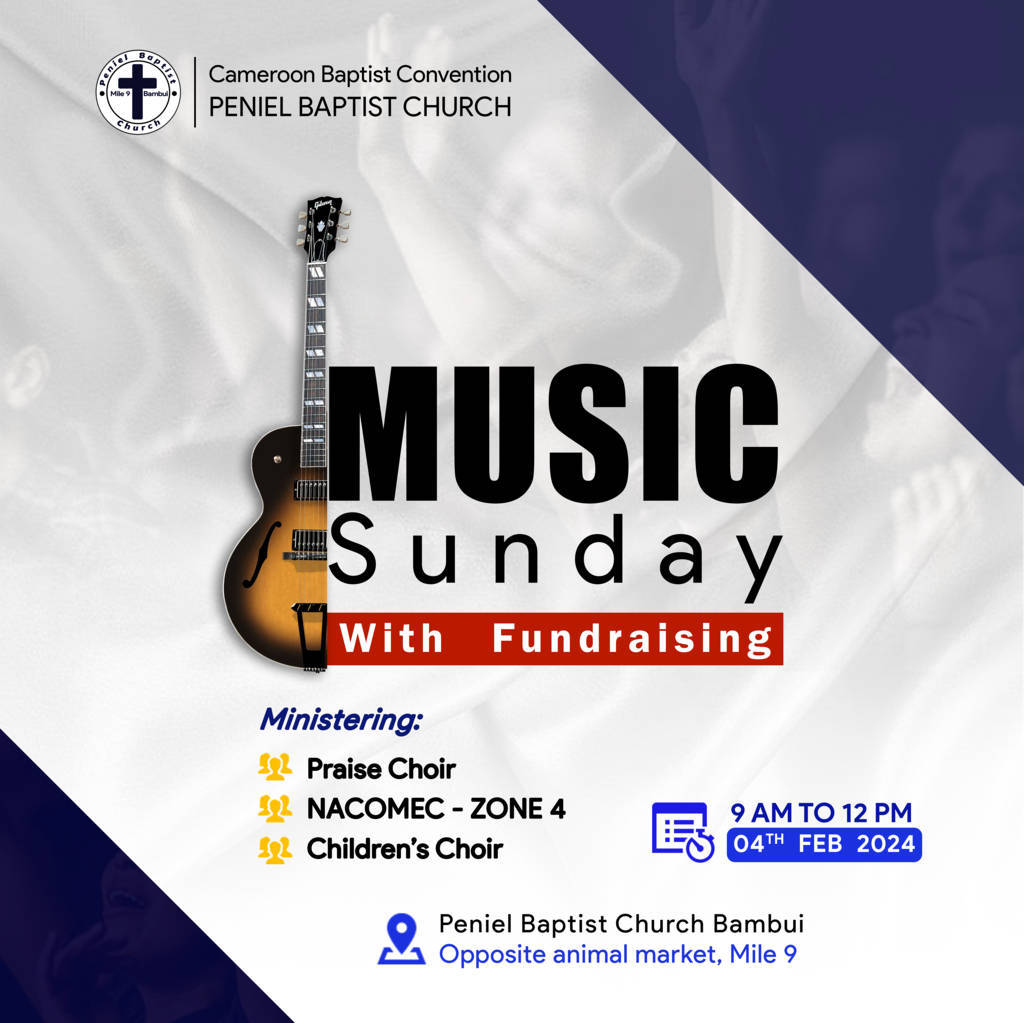 Peniel Baptist
Mile 9 Bambui
Church
Cameroon Baptist Convention
PENIEL BAPTIST CHURCH
Gibson
MUSIC
Sunday
With Fundraising
Ministering:
Praise Choir
NACOMEC - ZONE 4
Children's Choir
9 AM TO 12 PM
04TH FEB 2024
Peniel Baptist Church Bambui
Opposite animal market, Mile 9